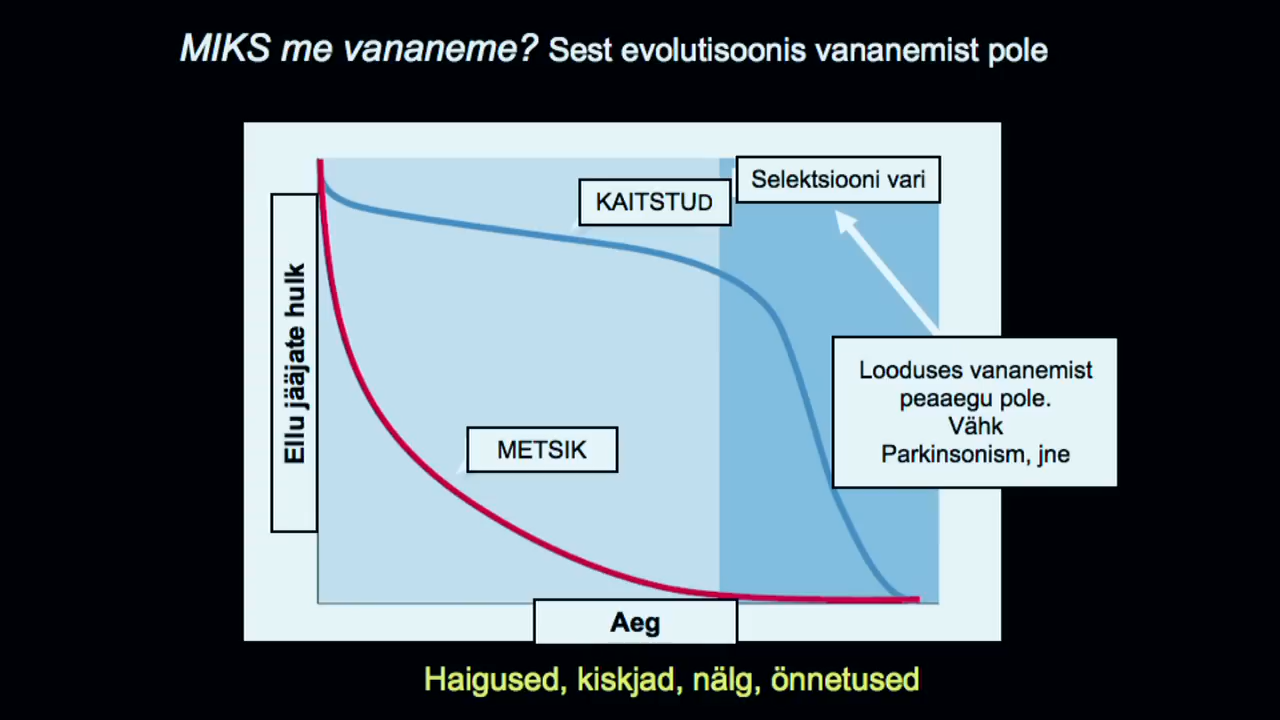 MIKS me vananeme? Sest evolutisoonis vananemist pole
Selektsiooni vari
KAITSTUD
Ellu jääjate hulk
Looduses vananemist
peaaegu pole.
Vähk
Parkinsonism, jne
METSIK
Aeg
Haigused, kiskjad, nälg, önnetused